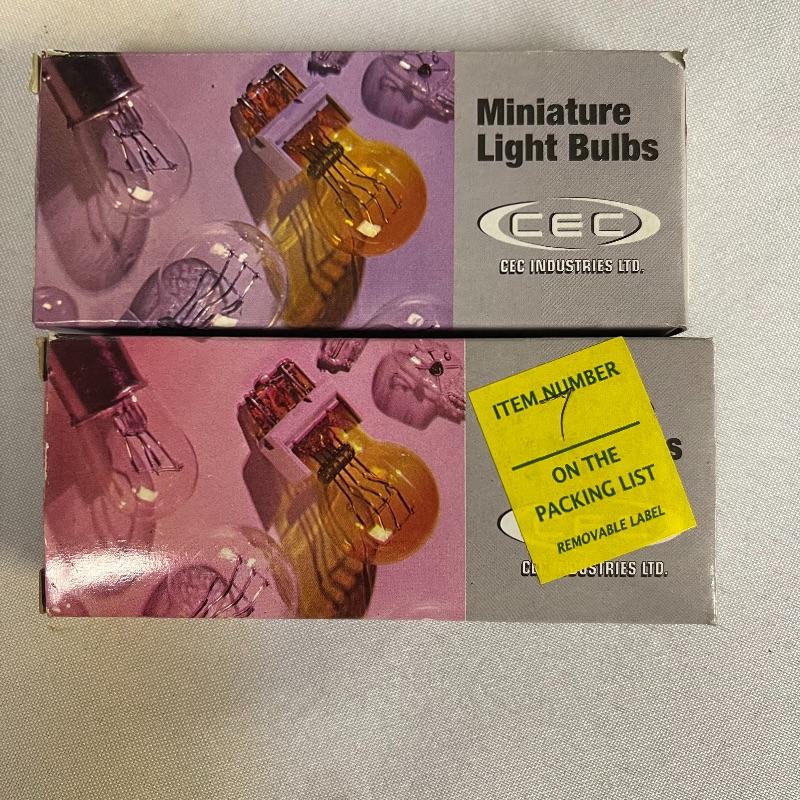 Miniature
Light Bulbs
CEC
CEC INDUSTRIES LTD.
ITEM NUMBER
7
ON THE
PACKING LIST
REMOVABLE LABEL
INDUSTRIES LTD.